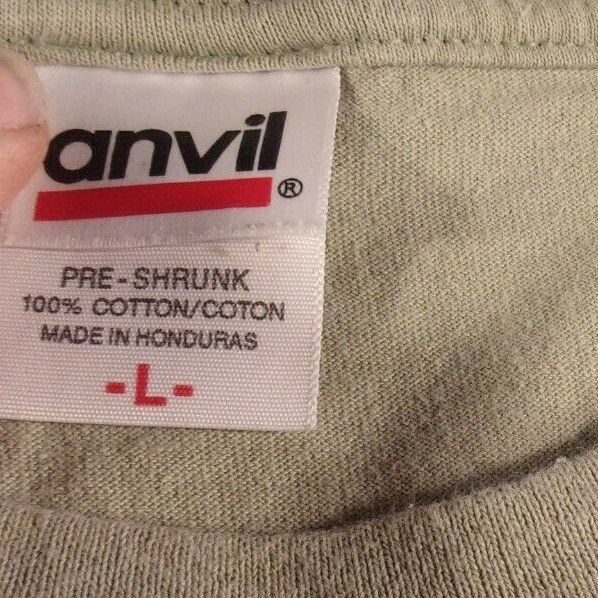 anvil®
PRE-SHRUNK
100% COTTON/COTON
MADE IN HONDURAS
-L-